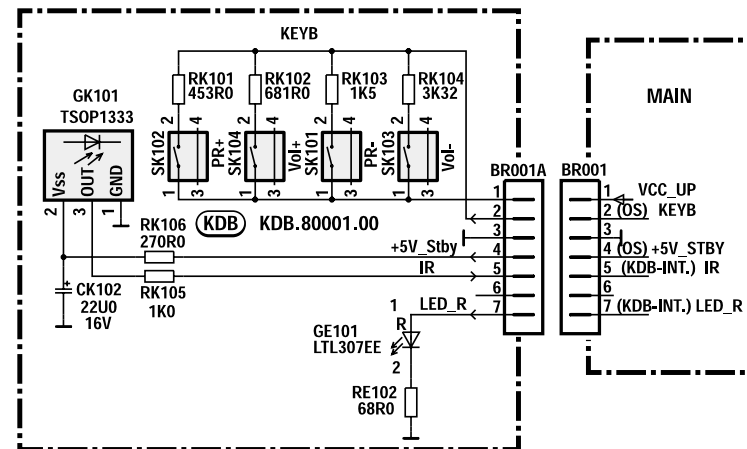 KEYB
RK101
453R0
RK102
681R0
RK103
1K5
RK104
3K32
GK101
TSOP1333
Vss
OUT
GND
2
3
1
2
4
SK102
PR+
1
3
2
4
SK104
Vol+
1
3
2
4
SK101
PR-
1
3
2
4
SK103
Vol-
1
3
KDB
KDB.80001.00
RK106
270R0
+5V_Stby
IR
RK105
1K0
CK102
+
22U0
16V
LED_R
1
R
GE101
LTL307EE
2
RE102
68R0
BR001A
1
2
3
4
5
6
7
MAIN
BR001
1 VCC_UP
2 (OS) KEYB
3
4 (OS) +5V_STBY
5 (KDB-INT.) IR
6
7 (KDB-INT.) LED_R